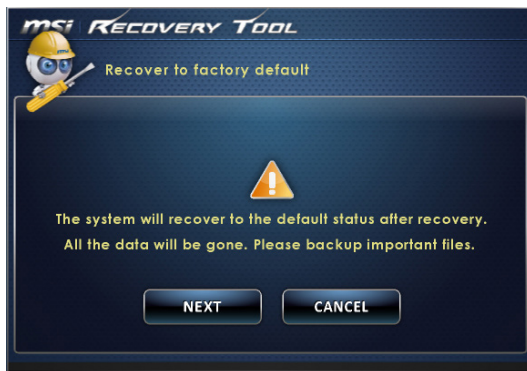 msi RECOVERY TOOL
Recover to factory default
The system will recover to the default status after recovery.
All the data will be gone. Please backup important files.
NEXT
CANCEL